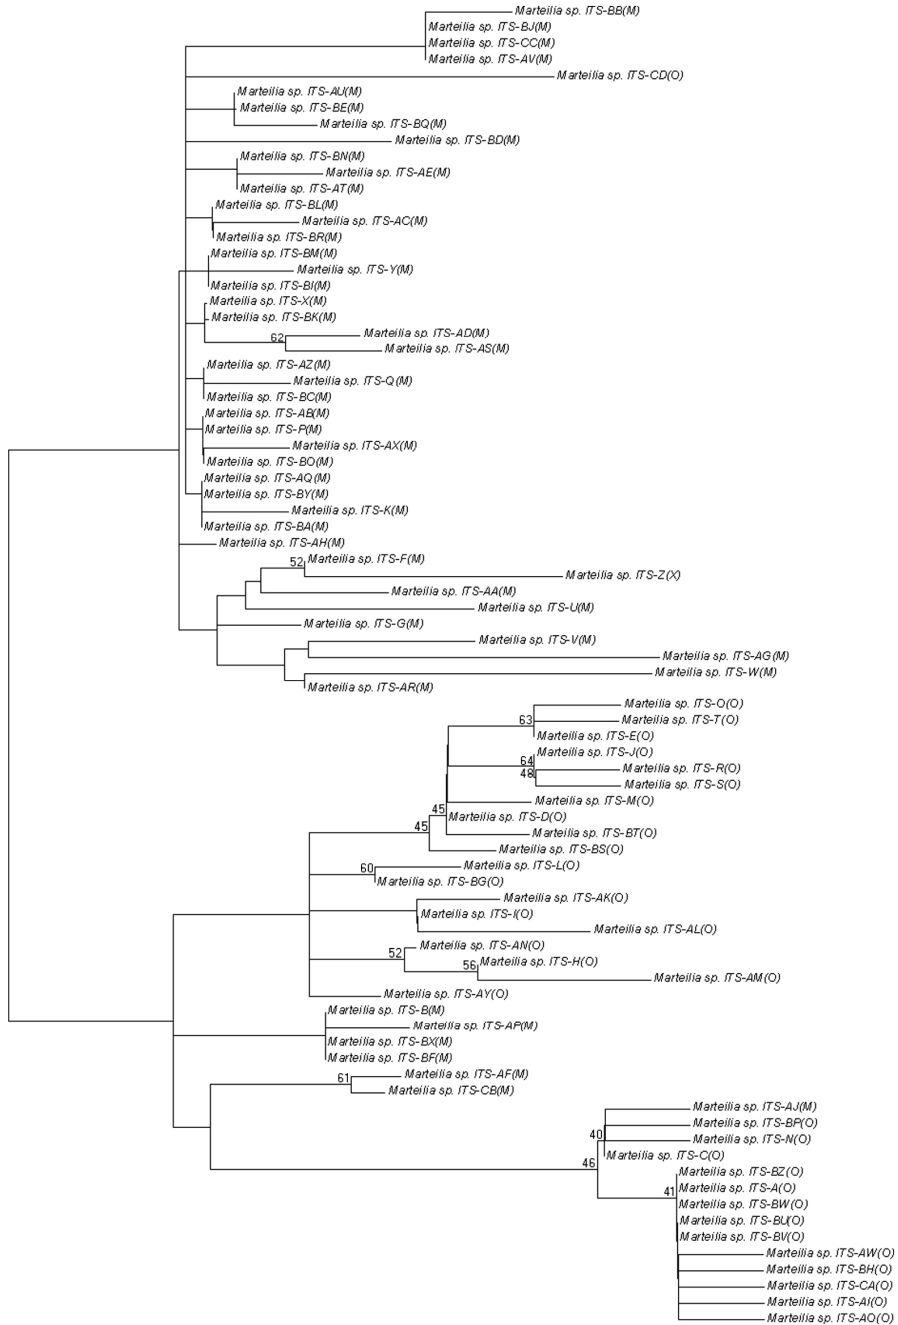 Marteilia sp. ITS-BB(M)
Marteilia sp. ITS-BJ(M)
Marteilia sp. ITS-CC(M)
Marteilia sp. ITS-AV(M)
Marteilia sp. ITS-CD(O)
Marteilia sp. ITS-AU(M)
Marteilia sp. ITS-BE(M)
Marteilia sp. ITS-BQ(M)
Marteilia sp. ITS-BD(M)
Marteilia sp. ITS-BN(M)
Marteilia sp. ITS-AE(M)
Marteilia sp. ITS-AT(M)
Marteilia sp. ITS-BL(M)
Marteilia sp. ITS-AC(M)
Marteilia sp. ITS-BR(M)
Marteilia sp. ITS-BM(M)
Marteilia sp. ITS-Y(M)
Marteilia sp. ITS-BI(M)
Marteilia sp. ITS-X(M)
Marteilia sp. ITS-BK(M)
62 Marteilia sp. ITS-AD(M)
Marteilia sp. ITS-AS(M)
Marteilia sp. ITS-AZ(M)
Marteilia sp. ITS-Q(M)
Marteilia sp. ITS-BC(M)
Marteilia sp. ITS-AB(M)
Marteilia sp. ITS-P(M)
Marteilia sp. ITS-AX(M)
Marteilia sp. ITS-BO(M)
Marteilia sp. ITS-AQ(M)
Marteilia sp. ITS-BY(M)
Marteilia sp. ITS-K(M)
Marteilia sp. ITS-BA(M)
Marteilia sp. ITS-AH(M)
52 Marteilia sp. ITS-F(M)
Marteilia sp. ITS-Z(X)
Marteilia sp. ITS-AA(M)
Marteilia sp. ITS-U(M)
Marteilia sp. ITS-G(M)
Marteilia sp. ITS-V(M)
Marteilia sp. ITS-AG(M)
Marteilia sp. ITS-W(M)
Marteilia sp. ITS-AR(M)
Marteilia sp. ITS-O(O)
63 Marteilia sp. ITS-T(O)
Marteilia sp. ITS-E(O)
Marteilia sp. ITS-J(O)
64
48 Marteilia sp. ITS-R(O)
Marteilia sp. ITS-S(O)
Marteilia sp. ITS-M(O)
45 Marteilia sp. ITS-D(O)
45 Marteilia sp. ITS-BT(O)
Marteilia sp. ITS-BS(O)
60 Marteilia sp. ITS-L(O)
Marteilia sp. ITS-BG(O)
Marteilia sp. ITS-AK(O)
Marteilia sp. ITS-I(O)
Marteilia sp. ITS-AL(O)
52 Marteilia sp. ITS-AN(O)
56 Marteilia sp. ITS-H(O)
Marteilia sp. ITS-AM(O)
Marteilia sp. ITS-AY(O)
Marteilia sp. ITS-B(M)
Marteilia sp. ITS-AP(M)
Marteilia sp. ITS-BX(M)
Marteilia sp. ITS-BF(M)
61 Marteilia sp. ITS-AF(M)
Marteilia sp. ITS-CB(M)
Marteilia sp. ITS-AJ(M)
Marteilia sp. ITS-BP(O)
40 Marteilia sp. ITS-N(O)
Marteilia sp. ITS-C(O)
46 Marteilia sp. ITS-BZ(O)
41 Marteilia sp. ITS-A(O)
Marteilia sp. ITS-BW(O)
Marteilia sp. ITS-BU(O)
Marteilia sp. ITS-BV(O)
Marteilia sp. ITS-AW(O)
Marteilia sp. ITS-BH(O)
Marteilia sp. ITS-CA(O)
Marteilia sp. ITS-AI(O)
Marteilia sp. ITS-AO(O)